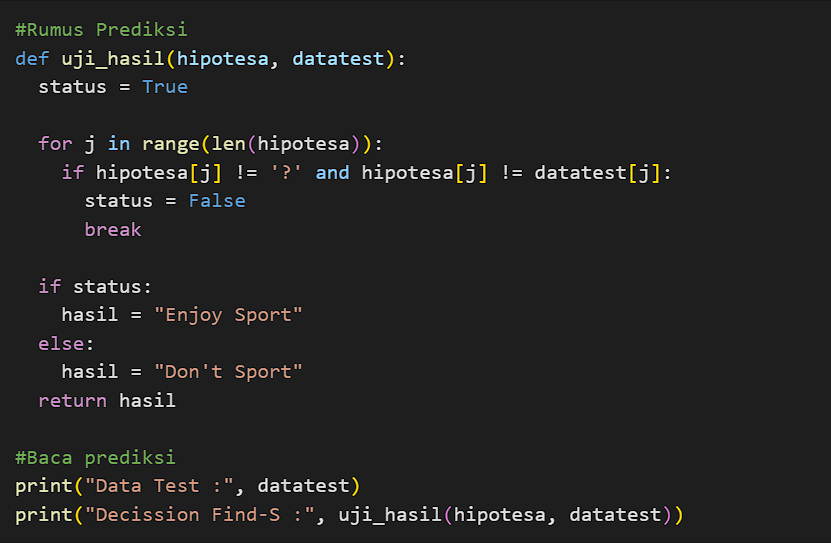 #Rumus Prediksi
def uji_hasil(hipotesa, datatest):
  status = True
  for j in range(len(hipotesa)):
    if hipotesa[j] != '?' and hipotesa[j] != datatest[j]:
      status = False
      break
  if status:
    hasil = "Enjoy Sport"
  else:
    hasil = "Don't Sport"
  return hasil
#Baca prediksi
print("Data Test :", datatest)
print("Decission Find-S :", uji_hasil(hipotesa, datatest))